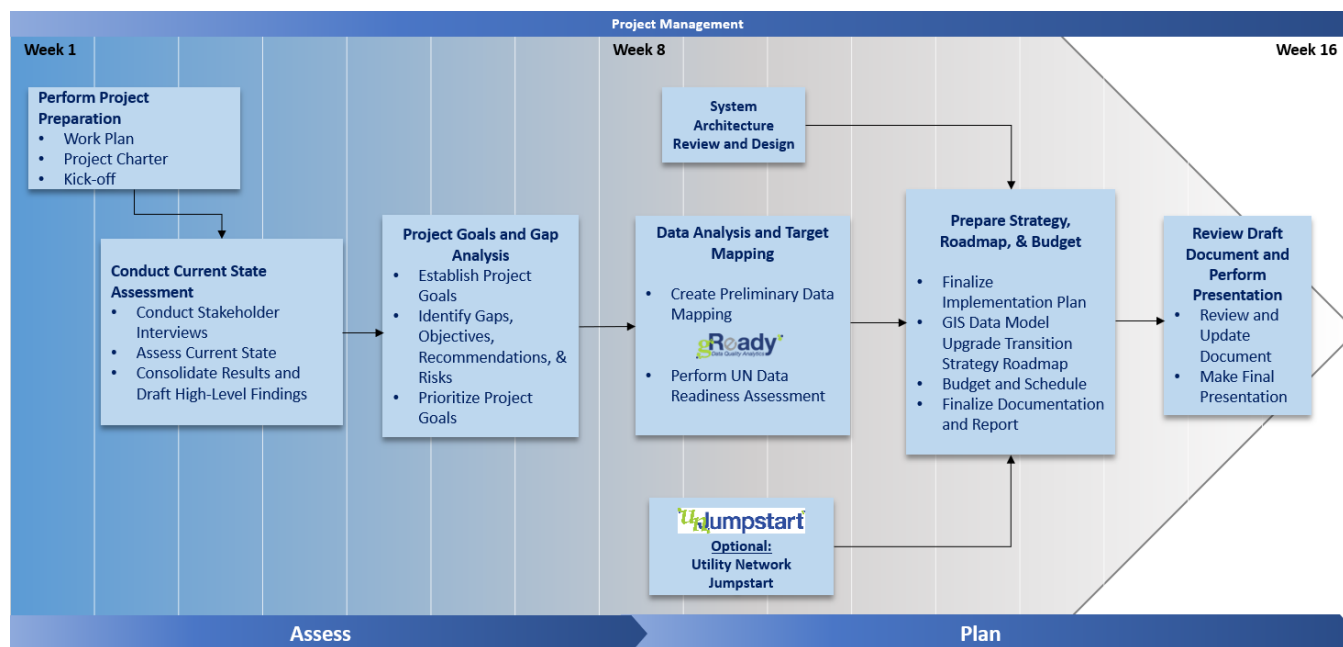 Project Management
Week 1
Week 8
Week 16
Perform Project
Preparation
• Work Plan
• Project Charter
• Kick-off
Conduct Current State
Assessment
• Conduct Stakeholder
Interviews
• Assess Current State
• Consolidate Results and
Draft High-Level Findings
Project Goals and Gap
Analysis
• Establish Project
Goals
• Identify Gaps,
Objectives,
Recommendations, &
Risks
• Prioritize Project
Goals
System
Architecture
Review and Design
Data Analysis and Target
Mapping
• Create Preliminary Data
Mapping
gReady
Data Quality Analytics
• Perform UN Data
Readiness Assessment
unJumpstart
Optional:
Utility Network
Jumpstart
Prepare Strategy,
Roadmap, & Budget
• Finalize
Implementation Plan
• GIS Data Model
Upgrade Transition
Strategy Roadmap
• Budget and Schedule
• Finalize Documentation
and Report
Review Draft
Document and
Perform
Presentation
• Review and
Update
Document
• Make Final
Presentation
Assess
Plan